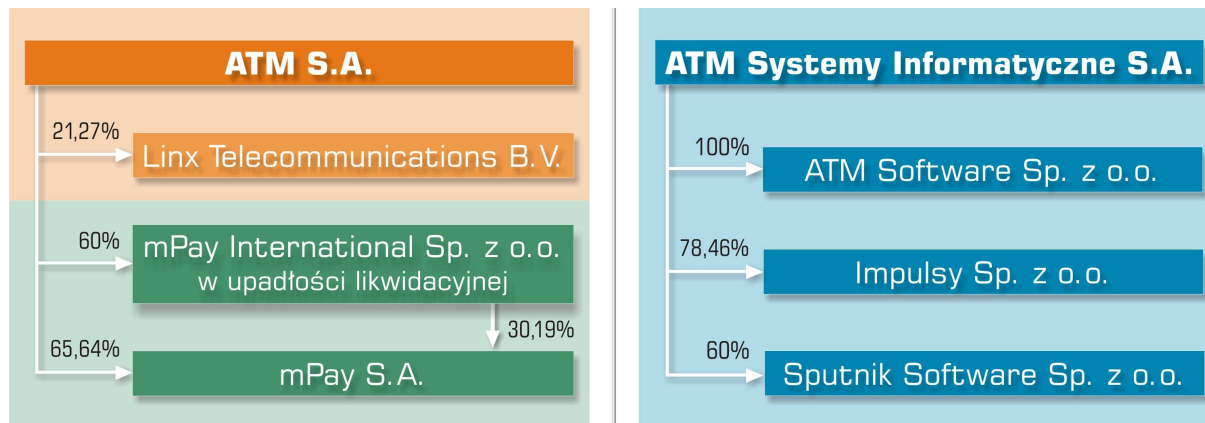 ATM S.A.
21,27%
Linx Telecommunications B.V.
60%
mPay International Sp. z o.o.
w upadłości likwidacyjnej
30,19%
65,64%
mPay S.A.
ATM Systemy Informatyczne S.A.
100%
ATM Software Sp. z o.o.
78,46%
Impulsy Sp. z o.o.
60%
Sputnik Software Sp. z o.o.